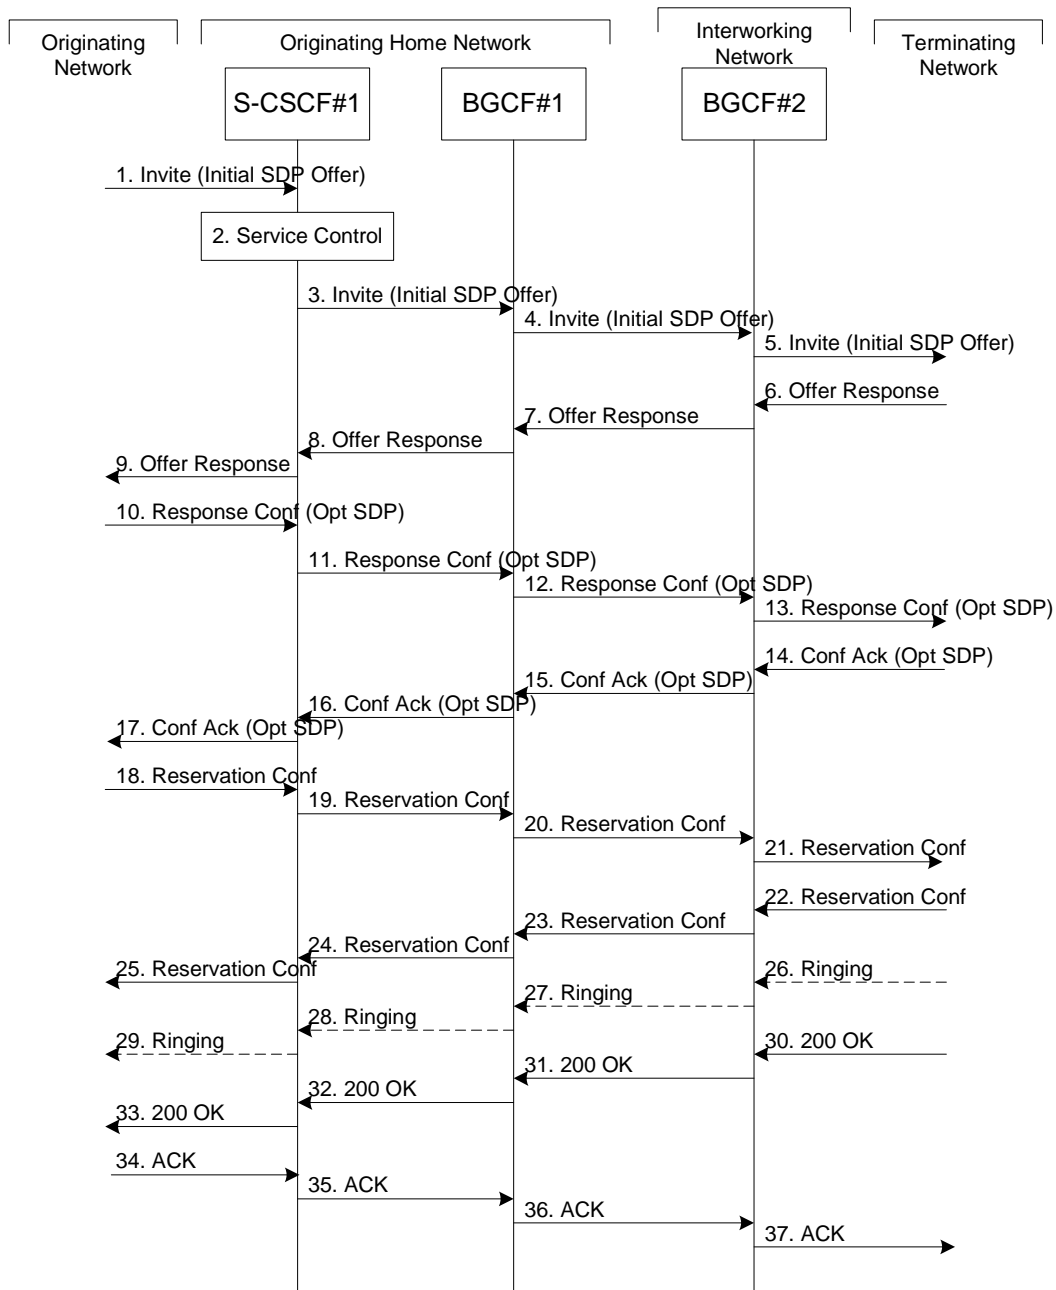 Originating
Network
Originating Home Network
Interworking
Network
Terminating
Network
S-CSCF#1
BGCF#1
BGCF#2
1. Invite (Initial SDP Offer)
2. Service Control
3. Invite (Initial SDP Offer)
4. Invite (Initial SDP Offer)
5. Invite (Initial SDP Offer)
6. Offer Response
7. Offer Response
8. Offer Response
9. Offer Response
10. Response Conf (Opt SDP)
11. Response Conf (Opt SDP)
12. Response Conf (Opt SDP)
13. Response Conf (Opt SDP)
14. Conf Ack (Opt SDP)
15. Conf Ack (Opt SDP)
16. Conf Ack (Opt SDP)
17. Conf Ack (Opt SDP)
18. Reservation Conf
19. Reservation Conf
20. Reservation Conf
21. Reservation Conf
22. Reservation Conf
23. Reservation Conf
24. Reservation Conf
25. Reservation Conf
26. Ringing
27. Ringing
28. Ringing
29. Ringing
30. 200 OK
31. 200 OK
32. 200 OK
33. 200 OK
34. ACK
35. ACK
36. ACK
37. ACK